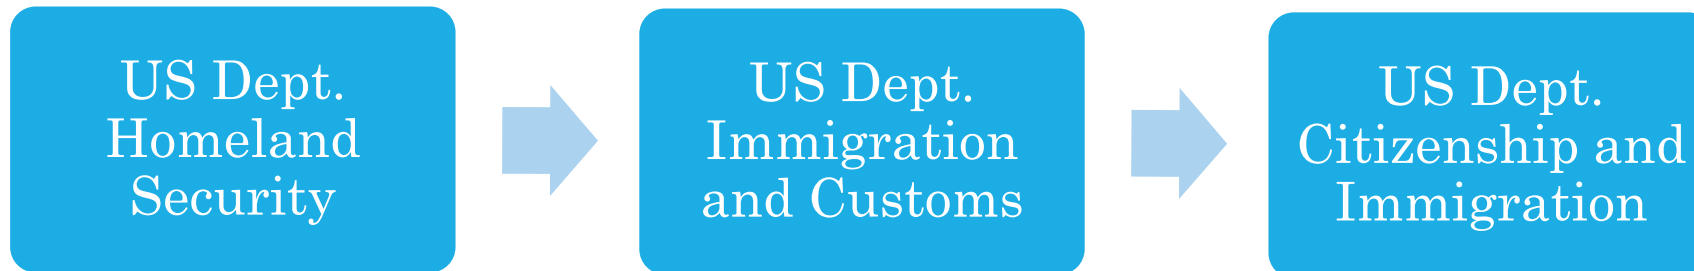 US Dept.
Homeland
Security
US Dept.
Immigration
and Customs
US Dept.
Citizenship and
Immigration